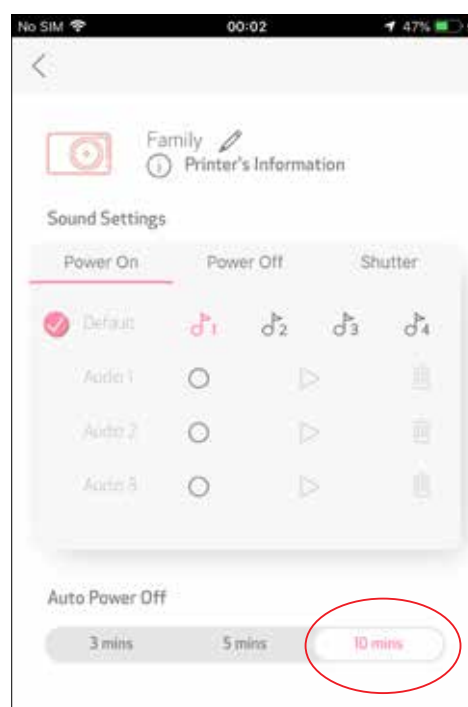 No SIM 00:02 47%
Family
Printer's Information
Sound Settings
Power On Power Off Shutter
Default 1 2 3 4
Audio 1
Audio 2
Audio 3
Auto Power Off
3 mins 5 mins 10 mins